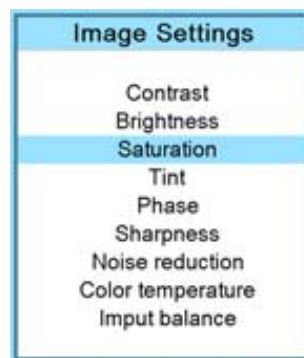 Image Settings
Contrast
Brightness
Saturation
Tint
Phase
Sharpness
Noise reduction
Color temperature
Imput balance